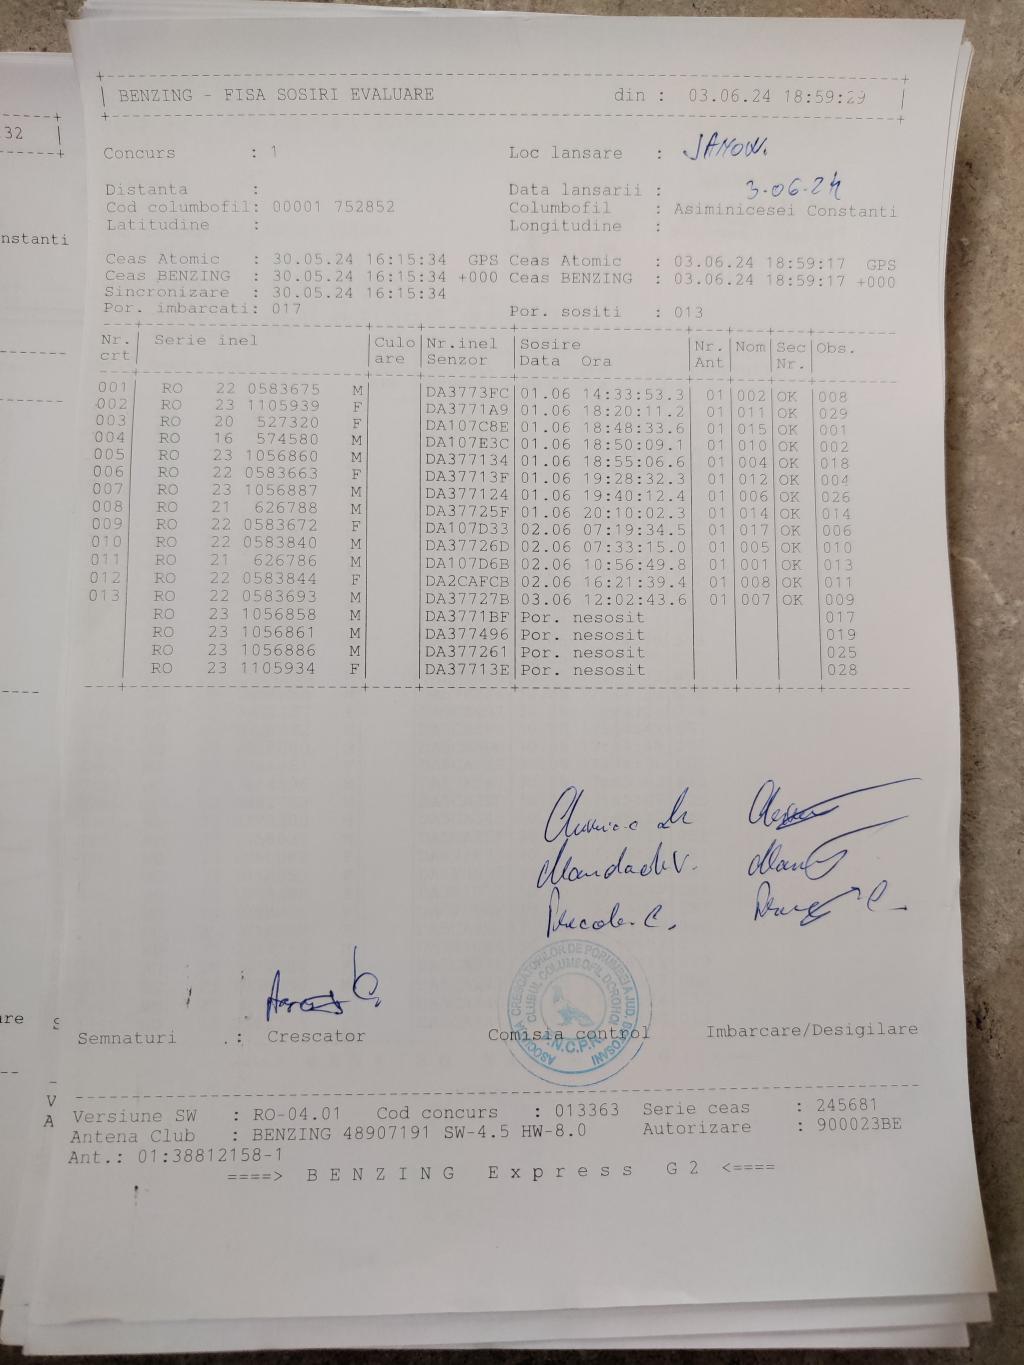 BENZING - FISA SOSIRI EVALUARE din : 03.06.24 18:59:29
Concurs : 1 Loc lansare : JANOW.
Distanta : Data lansarii : 3.06.24
Cod columbofil: 00001 752852 Columbofil : Asiminicesei Constanti
Latitudine : Longitudine :
Ceas Atomic : 30.05.24 16:15:34 GPS Ceas Atomic : 03.06.24 18:59:17 GPS
Ceas BENZING : 30.05.24 16:15:34 +000 Ceas BENZING : 03.06.24 18:59:17 +000
Sincronizare : 30.05.24 16:15:34
Por. imbarcati: 017 Por. sositi : 013
Nr. Serie inel Culo Nr.inel Sosire Nr. Nom Sec Obs.
crt are Senzor Data Ora Ant Nr.
001 RO 22 0583675 M DA3773FC 01.06 14:33:53.3 01 002 OK 008
002 RO 23 1105939 F DA3771A9 01.06 18:20:11.2 01 011 OK 029
003 RO 20 527320 F DA107C8E 01.06 18:48:33.6 01 015 OK 001
004 RO 16 574580 M DA107E3C 01.06 18:50:09.1 01 010 OK 002
005 RO 23 1056860 M DA377134 01.06 18:55:06.6 01 004 OK 018
006 RO 22 0583663 F DA37713F 01.06 19:28:32.3 01 012 OK 004
007 RO 23 1056887 M DA377124 01.06 19:40:12.4 01 006 OK 026
008 RO 21 626788 M DA37725F 01.06 20:10:02.3 01 014 OK 014
009 RO 22 0583672 F DA107D33 02.06 07:19:34.5 01 017 OK 006
010 RO 22 0583840 M DA37726D 02.06 07:33:15.0 01 005 OK 010
011 RO 21 626786 M DA107D6B 02.06 10:56:49.8 01 001 OK 013
012 RO 22 0583844 F DA2CAFCB 02.06 16:21:39.4 01 008 OK 011
013 RO 22 0583693 M DA37727B 03.06 12:02:43.6 01 007 OK 009
RO 23 1056858 M DA3771BF Por. nesosit 017
RO 23 1056861 M DA377496 Por. nesosit 019
RO 23 1056886 M DA377261 Por. nesosit 025
RO 23 1105934 F DA37713E Por. nesosit 028
ASOCIATIA CRESCATORILOR DE PORUMBEI A JUD. BOTOSANI
CLUBUL COLUMBOFIL DOROHOI
Semnaturi : Crescator Comisia control Imbarcare/Desigilare
Versiune SW : RO-04.01 Cod concurs : 013363 Serie ceas : 245681
Antena Club : BENZING 48907191 SW-4.5 HW-8.0 Autorizare : 900023BE
Ant.: 01:38812158-1
====> B E N Z I N G E x p r e s s G 2 <====
32
nstanti